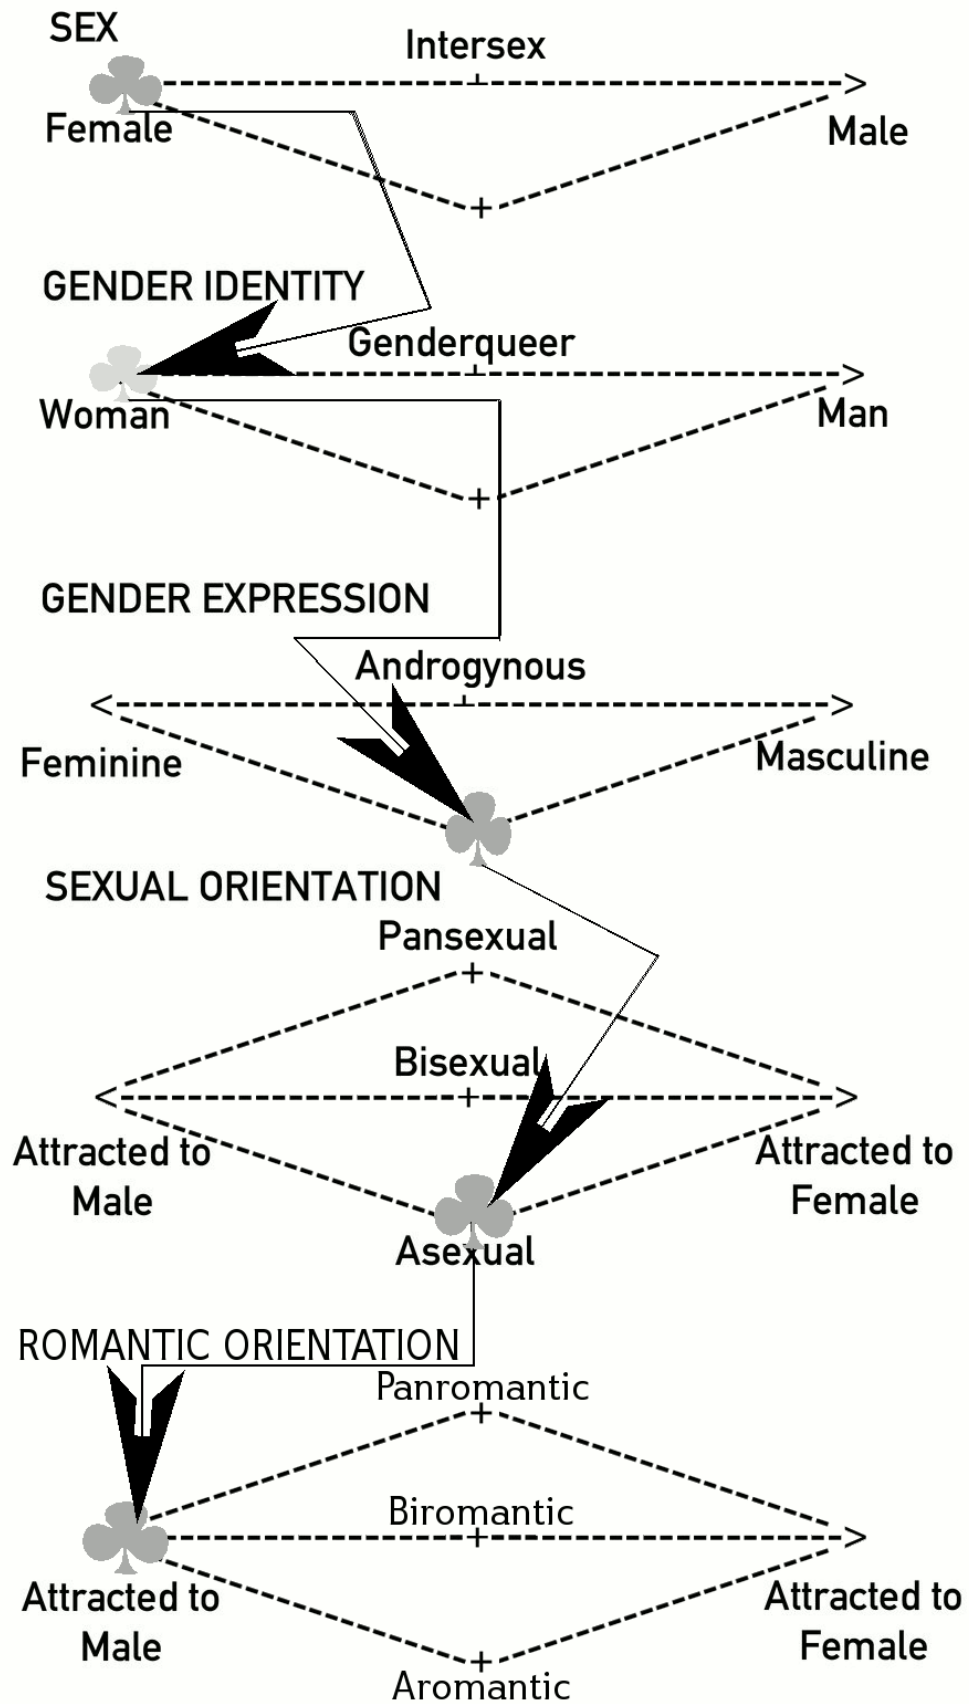 SEX
Intersex
Female
Male
GENDER IDENTITY
Genderqueer
Woman
Man
GENDER EXPRESSION
Androgynous
Feminine
Masculine
SEXUAL ORIENTATION
Pansexual
Bisexual
Attracted to
Male
Attracted to
Female
Asexual
ROMANTIC ORIENTATION
Panromantic
Biromantic
Attracted to
Male
Attracted to
Female
Aromantic